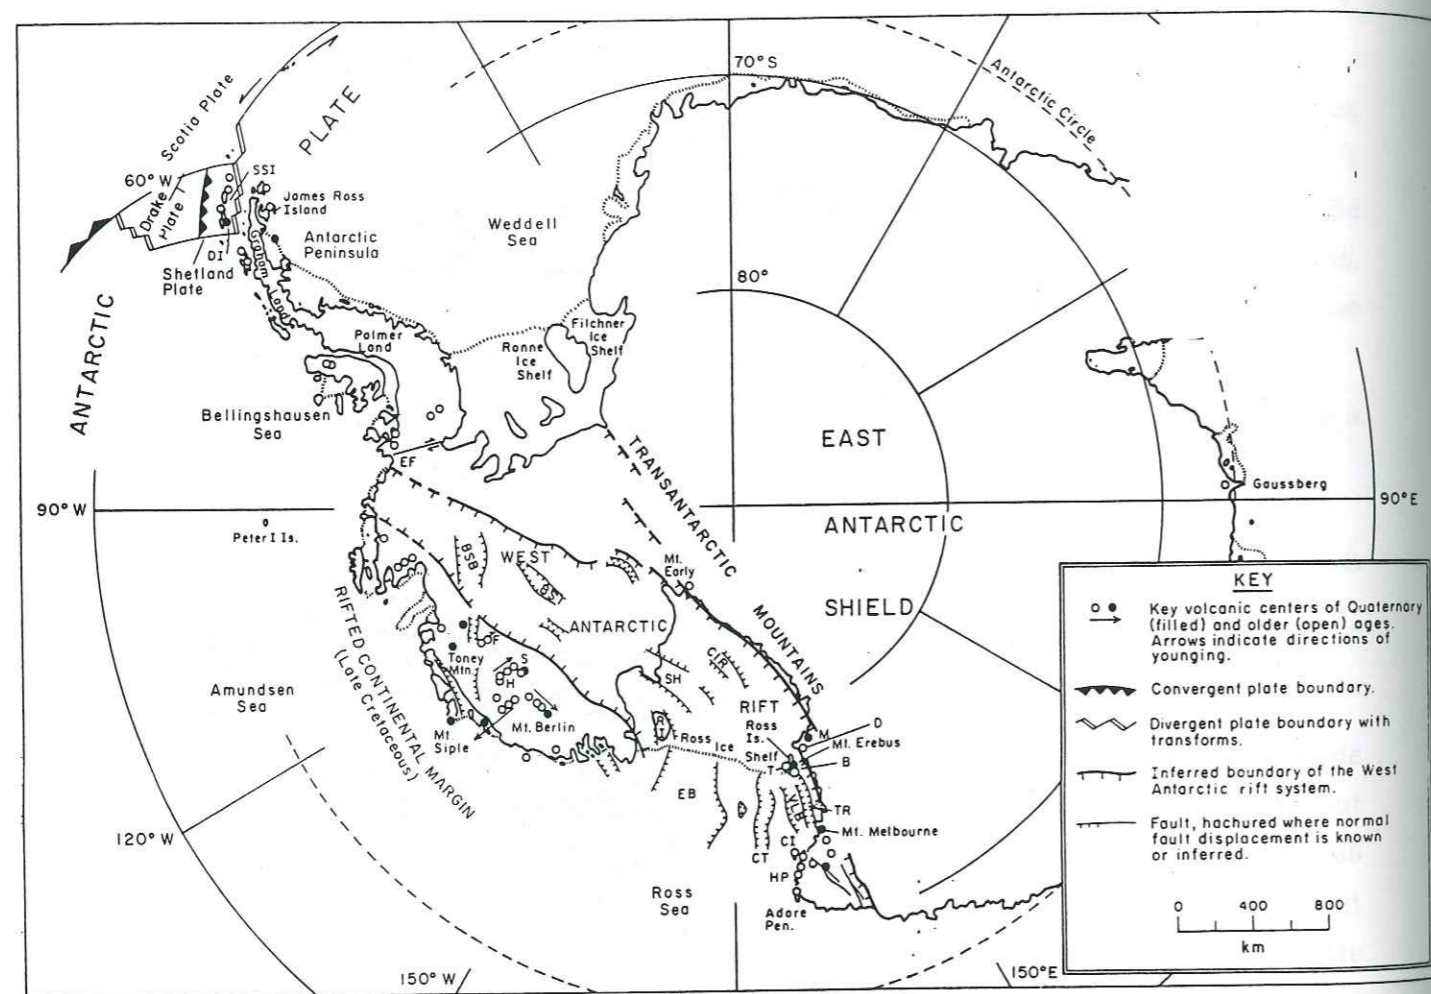 70°S
Antarctic Circle
Scotia Plate
PLATE
60°W
SSI
Drake
Plate
James Ross
Island
Weddell
Sea
Antarctic
Peninsula
DI
Shetland
Plate
Graham
Land
80°
ANTARCTIC
Palmer
Land
Filchner
Ice
Shelf
Ronne
Ice
Shelf
Bellingshausen
Sea
EAST
TRANSANTARCTIC
EF
Gaussberg
90°W
90°E
Peter I Is.
ANTARCTIC
BSB
WEST
BST
Mt.
Early
SHIELD
MOUNTAINS
RIFTED CONTINENTAL MARGIN
(Late Cretaceous)
ANTARCTIC
F
Toney
Mtn.
S
H
CIR
SH
RIFT
Amundsen
Sea
Mt.
Siple
Mt. Berlin
R
I
Ross
Ice
Shelf
Ross
Is.
D
M
Mt. Erebus
B
T
EB
VLB
TR
Mt. Melbourne
CT
CI
HP
120°W
Ross
Sea
Adare
Pen.
150°W
150°E
KEY
Key volcanic centers of Quaternary
(filled) and older (open) ages.
Arrows indicate directions of
younging.
Convergent plate boundary.
Divergent plate boundary with
transforms.
Inferred boundary of the West
Antarctic rift system.
Fault, hachured where normal
fault displacement is known
or inferred.
0 400 800
km